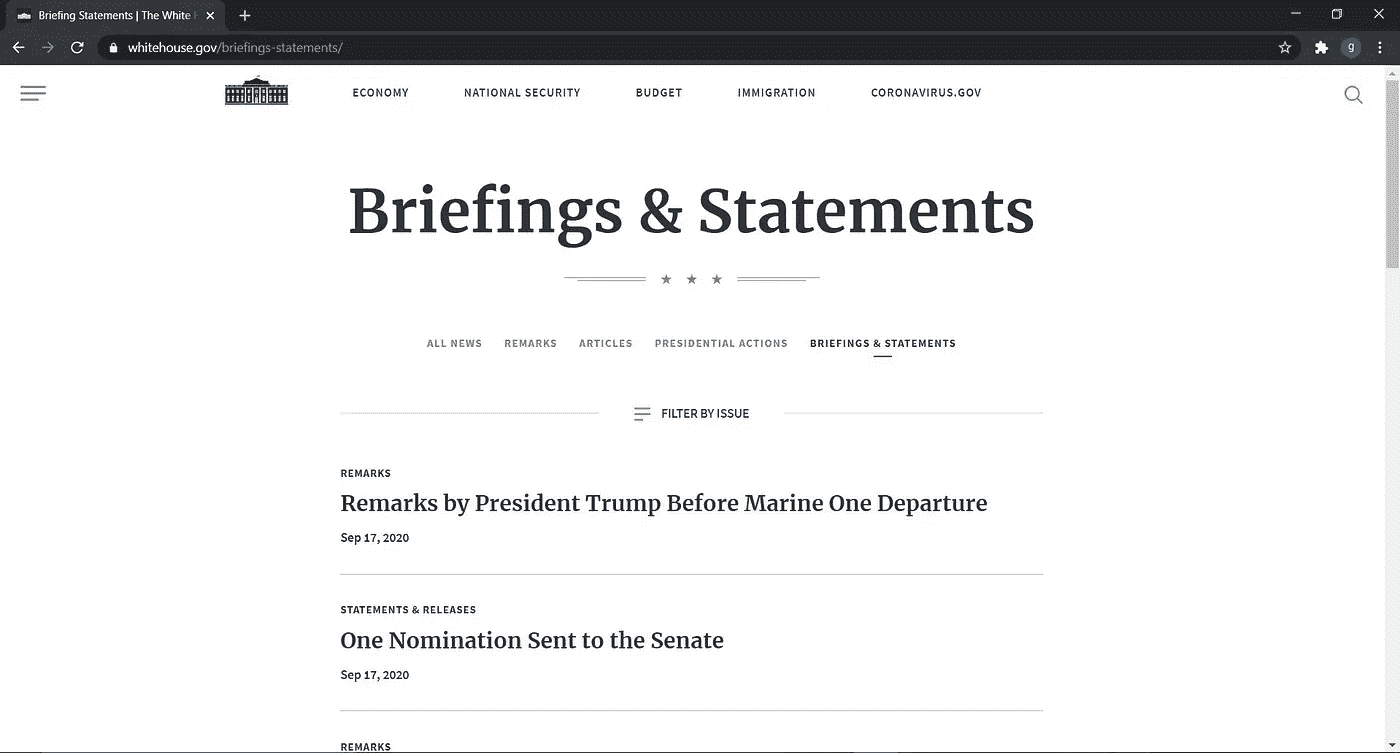 Briefing Statements | The White
whitehouse.gov/briefings-statements/
g
ECONOMY NATIONAL SECURITY BUDGET IMMIGRATION CORONAVIRUS.GOV
Briefings & Statements
ALL NEWS REMARKS ARTICLES PRESIDENTIAL ACTIONS BRIEFINGS & STATEMENTS
FILTER BY ISSUE
REMARKS
Remarks by President Trump Before Marine One Departure
Sep 17, 2020
STATEMENTS & RELEASES
One Nomination Sent to the Senate
Sep 17, 2020
REMARKS